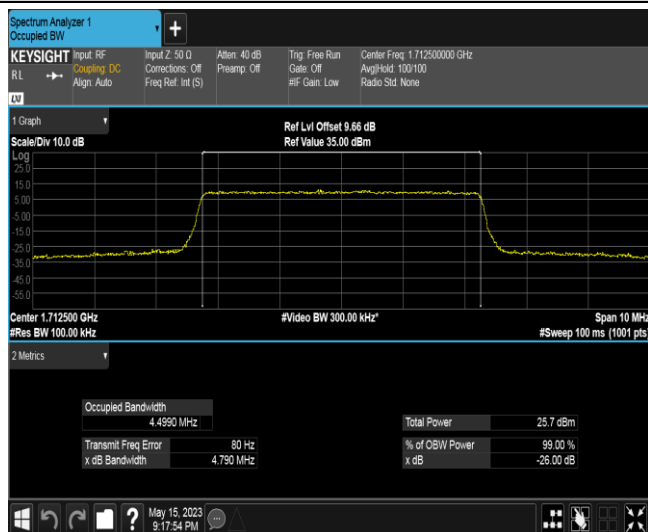 Spectrum Analyzer 1
Occupied BW
+
KEYSIGHT
RL
LXI
Input: RF
Coupling: DC
Align: Auto
Input Z: 50 Ω
Corrections: Off
Freq Ref: Int (S)
Atten: 40 dB
Preamp: Off
Trig: Free Run
Gate: Off
#IF Gain: Low
Center Freq: 1.712500000 GHz
Avg|Hold: 100/100
Radio Std: None
1 Graph
Scale/Div 10.0 dB
Ref Lvl Offset 9.66 dB
Ref Value 35.00 dBm
Log
25.0
15.0
5.00
-5.00
-15.0
-25.0
-35.0
-45.0
-55.0
Center 1.712500 GHz
#Res BW 100.00 kHz
#Video BW 300.00 kHz*
Span 10 MHz
#Sweep 100 ms (1001 pts)
2 Metrics
Occupied Bandwidth
4.4990 MHz
Transmit Freq Error 80 Hz
x dB Bandwidth 4.790 MHz
Total Power 25.7 dBm
% of OBW Power 99.00 %
x dB -26.00 dB
?
May 15, 2023
9:17:54 PM